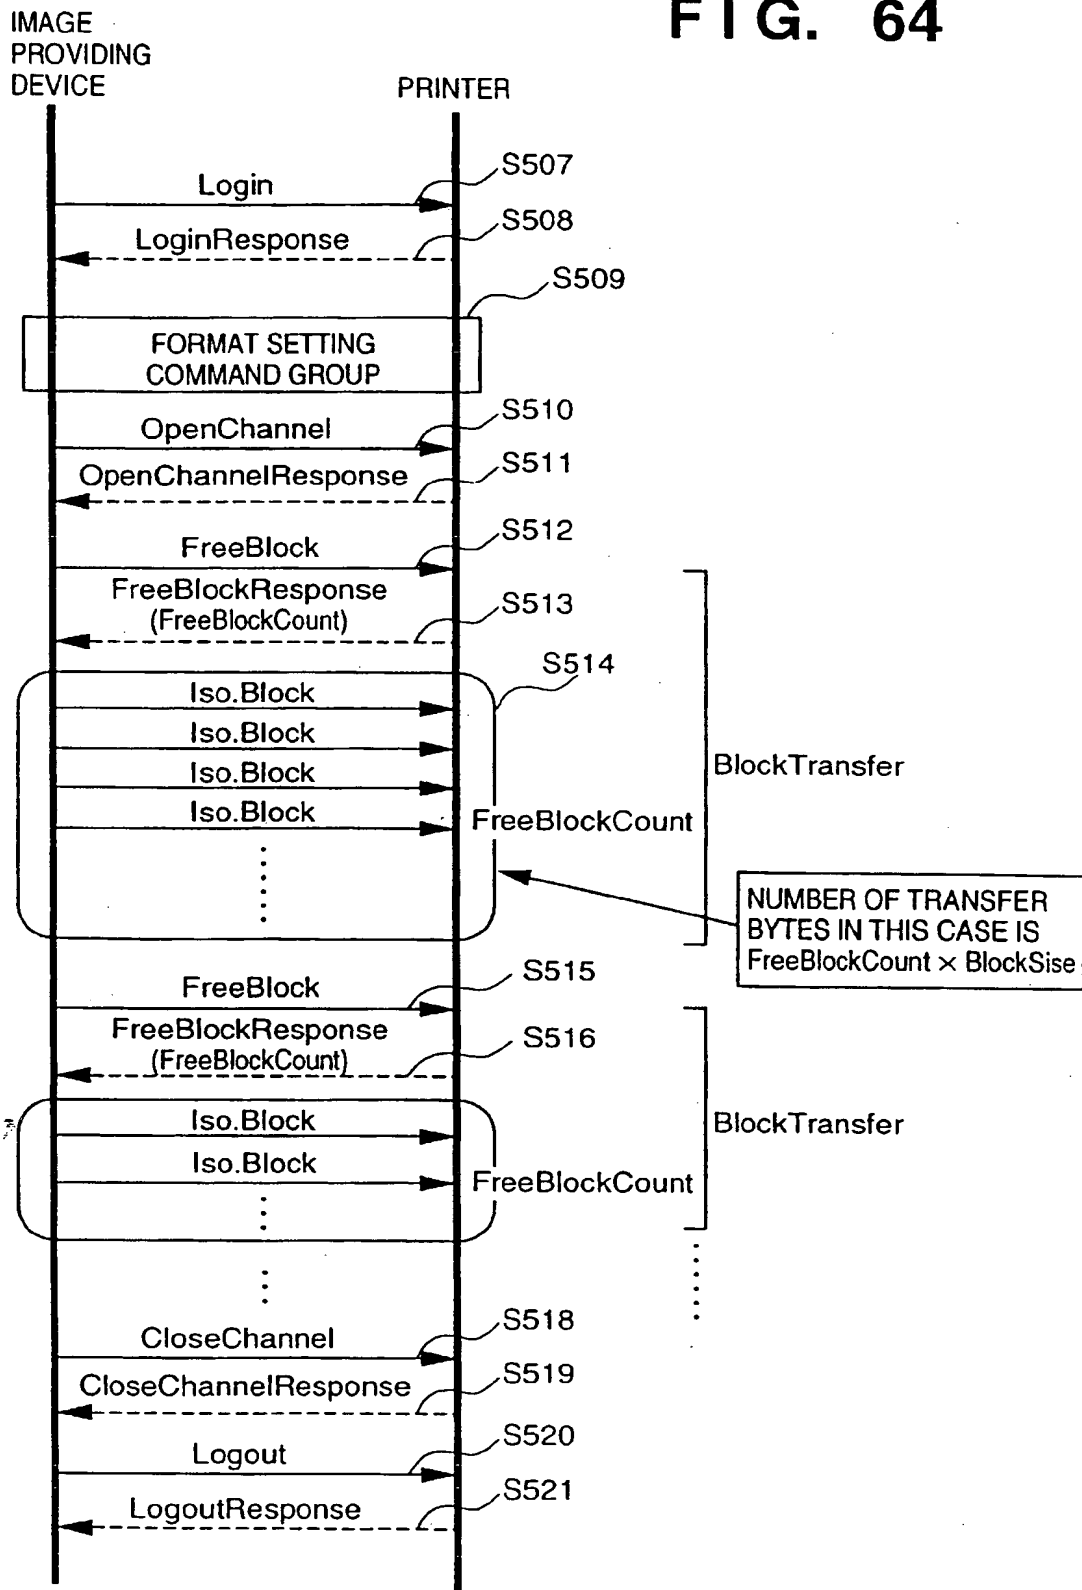 FIG. 64
IMAGE
PROVIDING
DEVICE
PRINTER
Login
S507
LoginResponse
S508
S509
FORMAT SETTING
COMMAND GROUP
OpenChannel
S510
OpenChannelResponse
S511
FreeBlock
S512
FreeBlockResponse
(FreeBlockCount)
S513
S514
Iso.Block
Iso.Block
Iso.Block
Iso.Block
FreeBlockCount
BlockTransfer
NUMBER OF TRANSFER
BYTES IN THIS CASE IS
FreeBlockCount × BlockSise
FreeBlock
S515
FreeBlockResponse
(FreeBlockCount)
S516
Iso.Block
Iso.Block
FreeBlockCount
BlockTransfer
CloseChannel
S518
CloseChannelResponse
S519
Logout
S520
LogoutResponse
S521